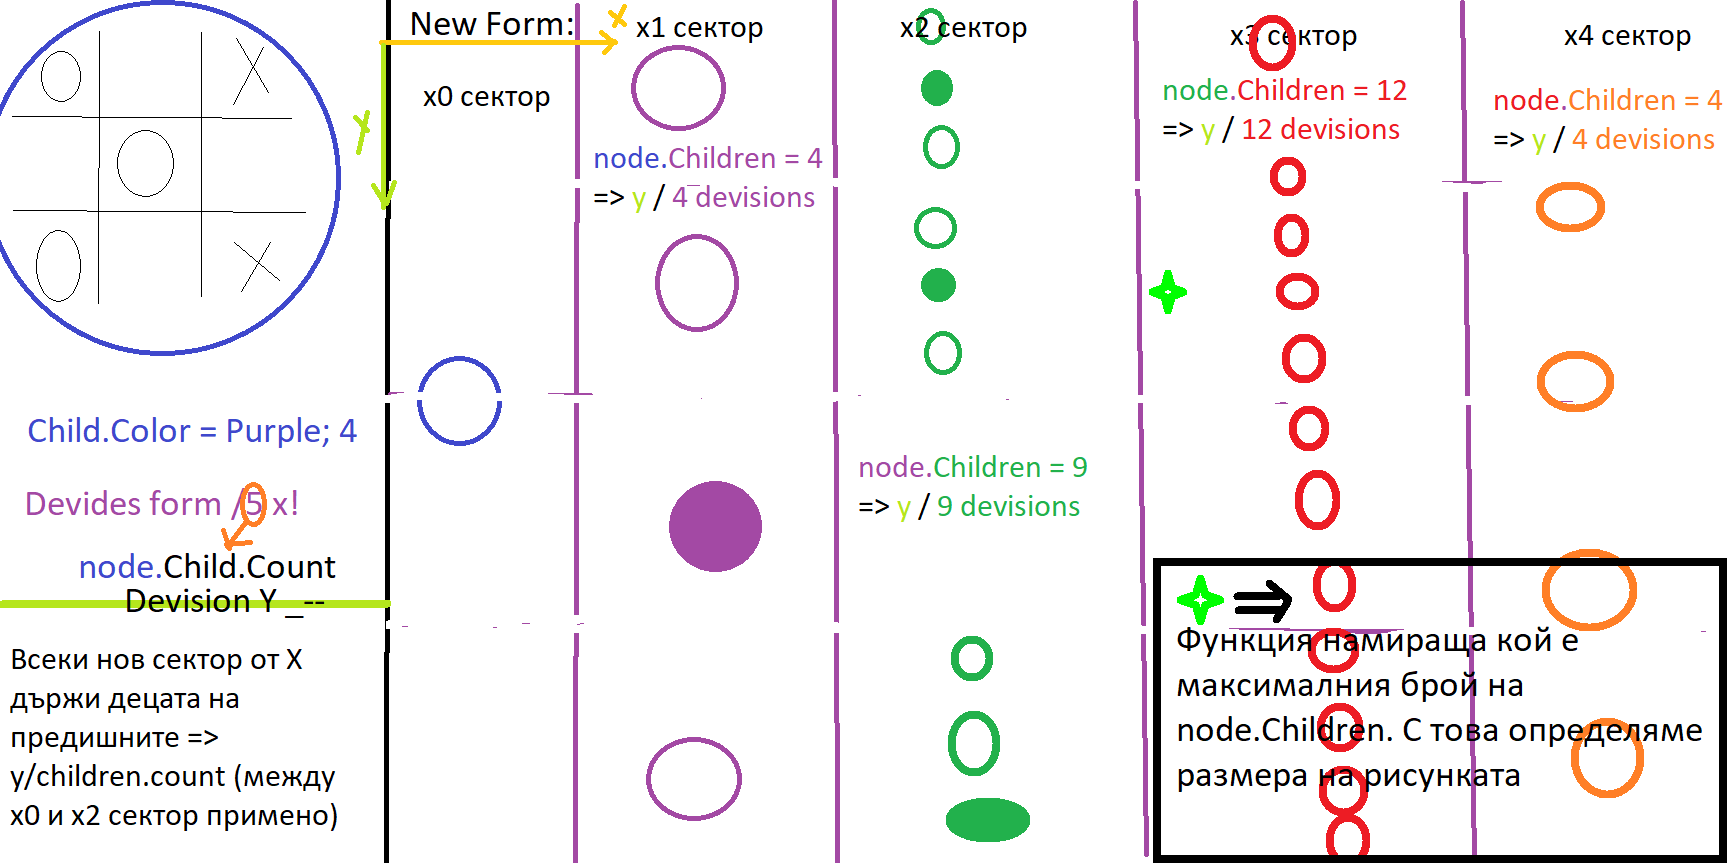 New Form:
x
x1 сектор
x2 сектор
x3 сектор
x4 сектор
x0 сектор
y
node.Children = 4
=> y / 4 devisions
node.Children = 12
=> y / 12 devisions
node.Children = 4
=> y / 4 devisions
Child.Color = Purple; 4
Devides form /5 x!
node.Child.Count
Devision Y _--
node.Children = 9
=> y / 9 devisions
Всеки нов сектор от X
държи децата на
предишните =>
y/children.count (между
x0 и x2 сектор примено)
Функция намираща кой е
максималния брой на
node.Children. С това определяме
размера на рисунката